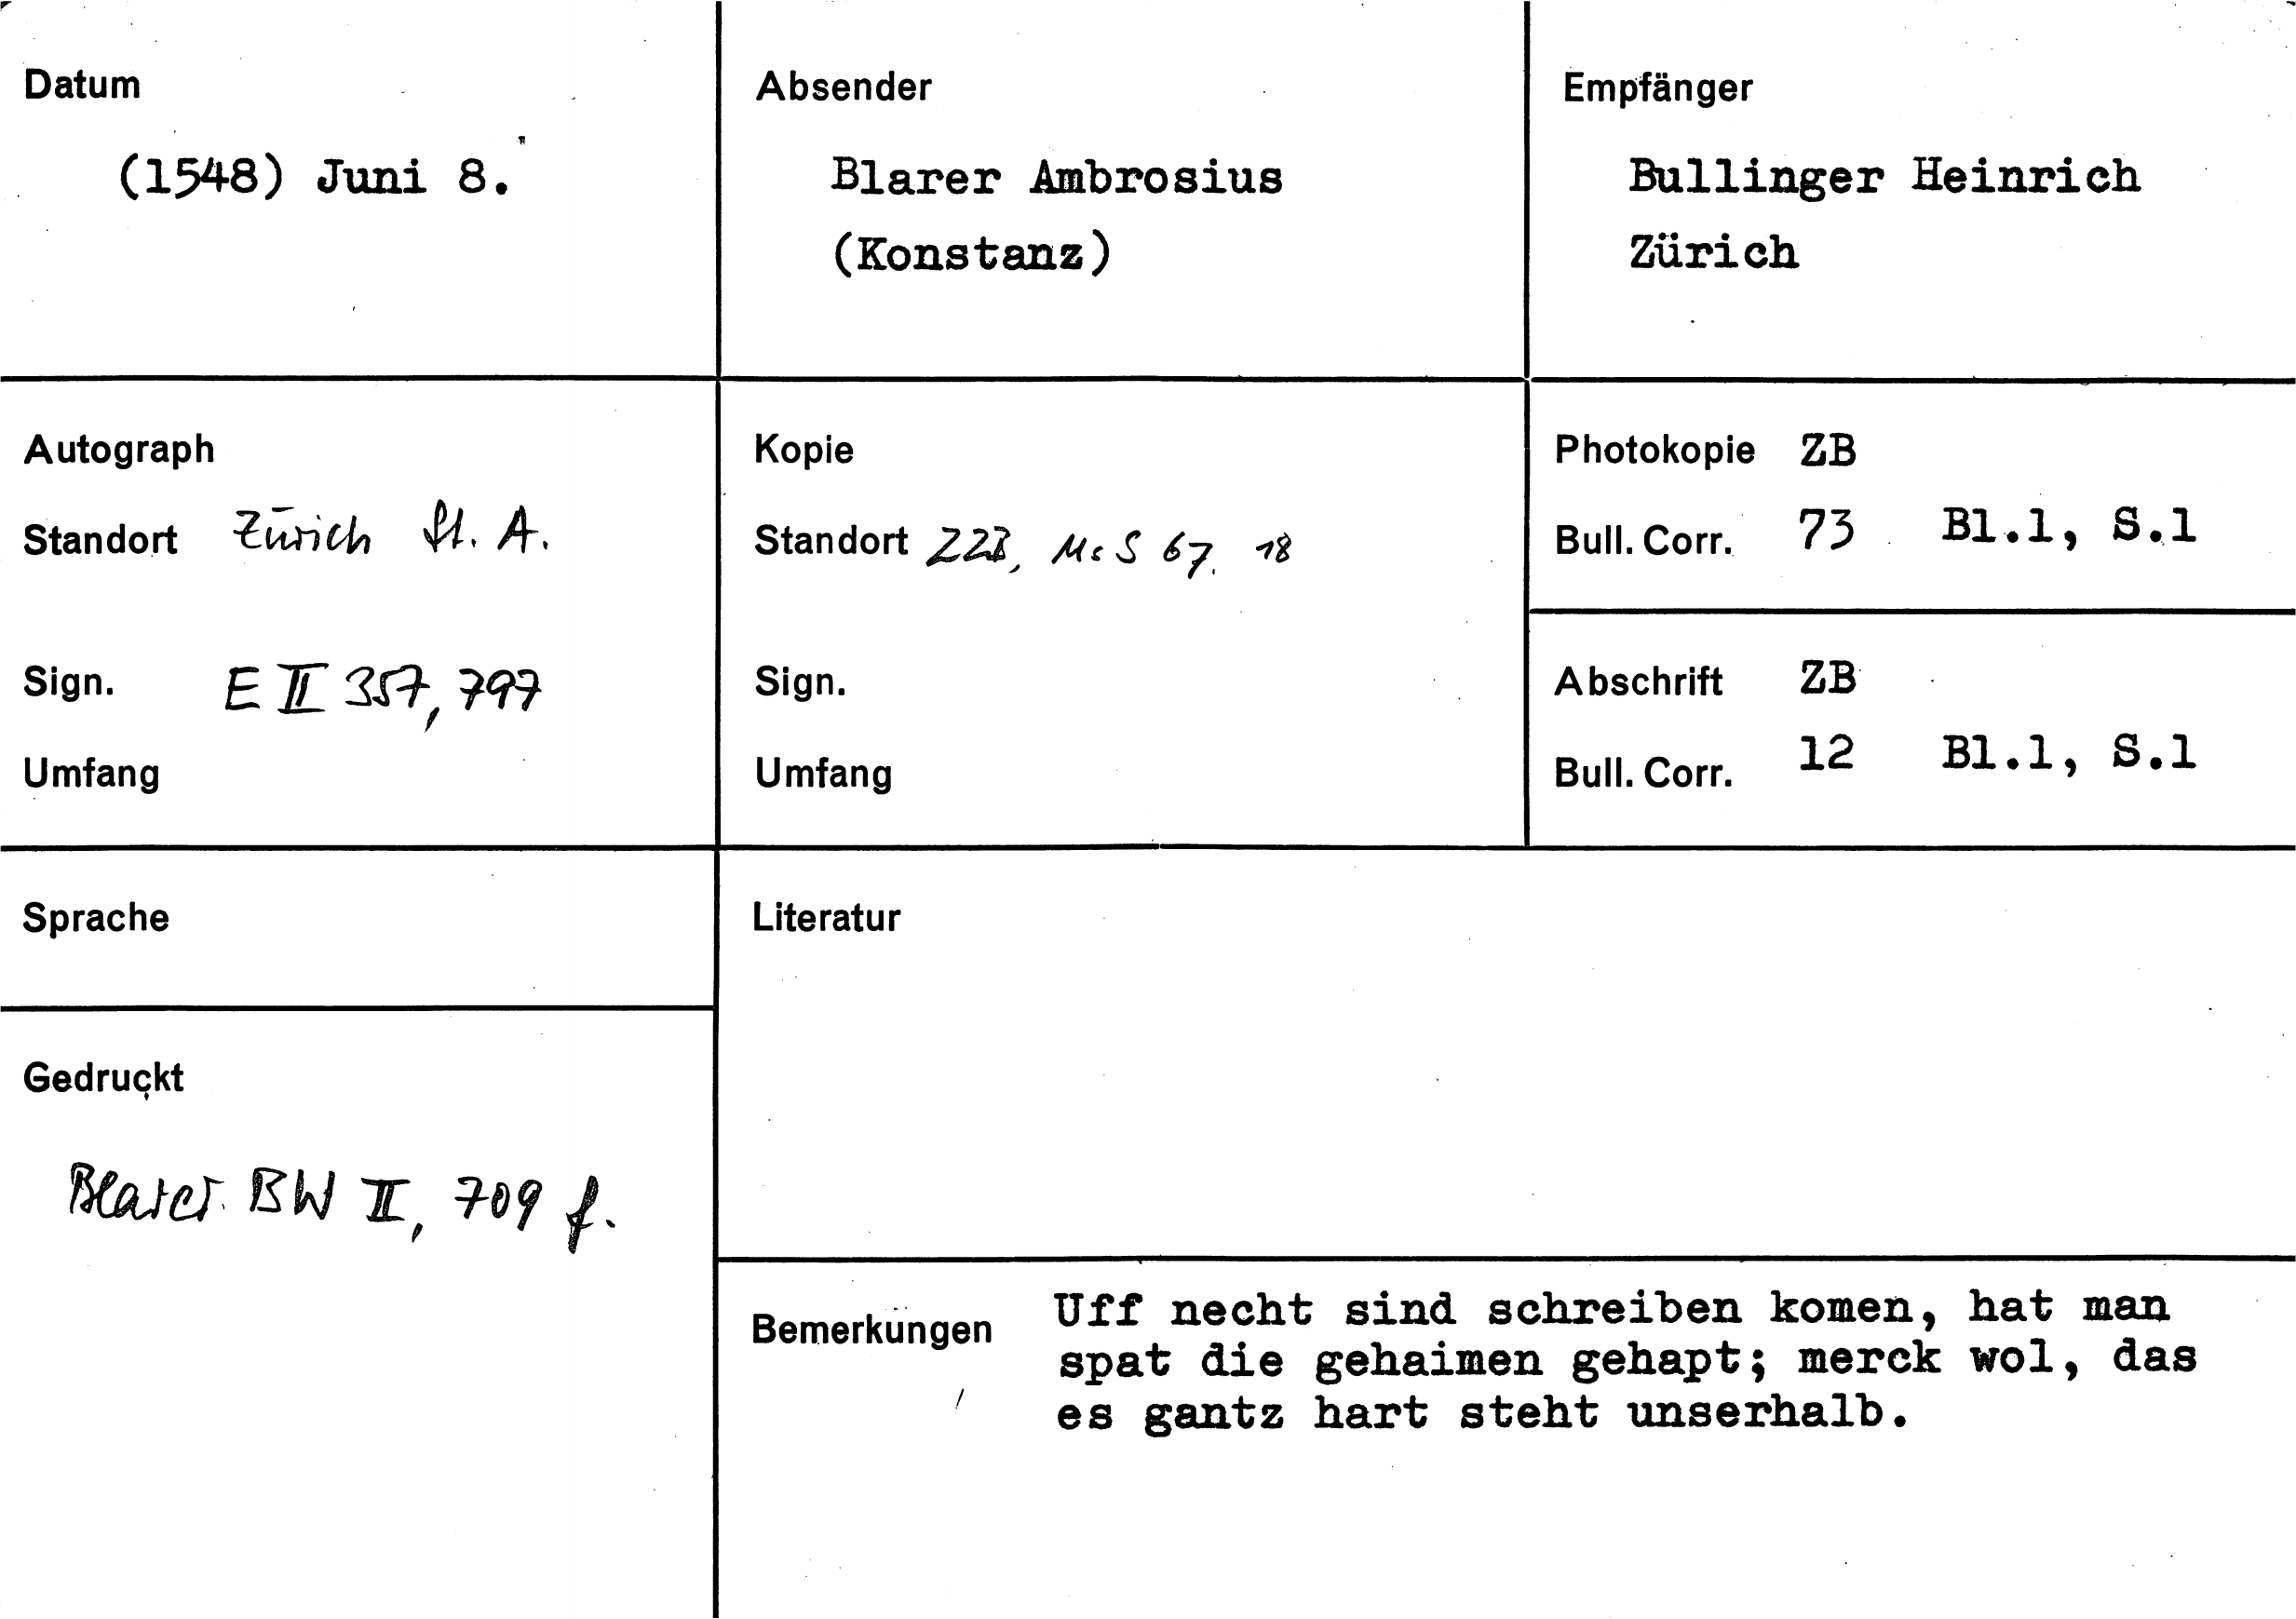 Datum
(1548) Juni 8.
Absender
Blarer Ambrosius
(Konstanz)
Empfänger
Bullinger Heinrich
Zürich
Autograph
Standort Zürich St. A.
Sign. E II 357, 797
Umfang
Kopie
Standort ZZB, Ms S 67. 18
Sign.
Umfang
Photokopie ZB
Bull. Corr. 73 Bl.1, S.1
Abschrift ZB
Bull. Corr. 12 Bl.1, S.1
Sprache
Literatur
Gedruckt
Blarer BW II, 709 f.
Bemerkungen Uff necht sind schreiben komen, hat man
spat die gehaimen gehapt; merck wol, das
es gantz hart steht unserhalb.